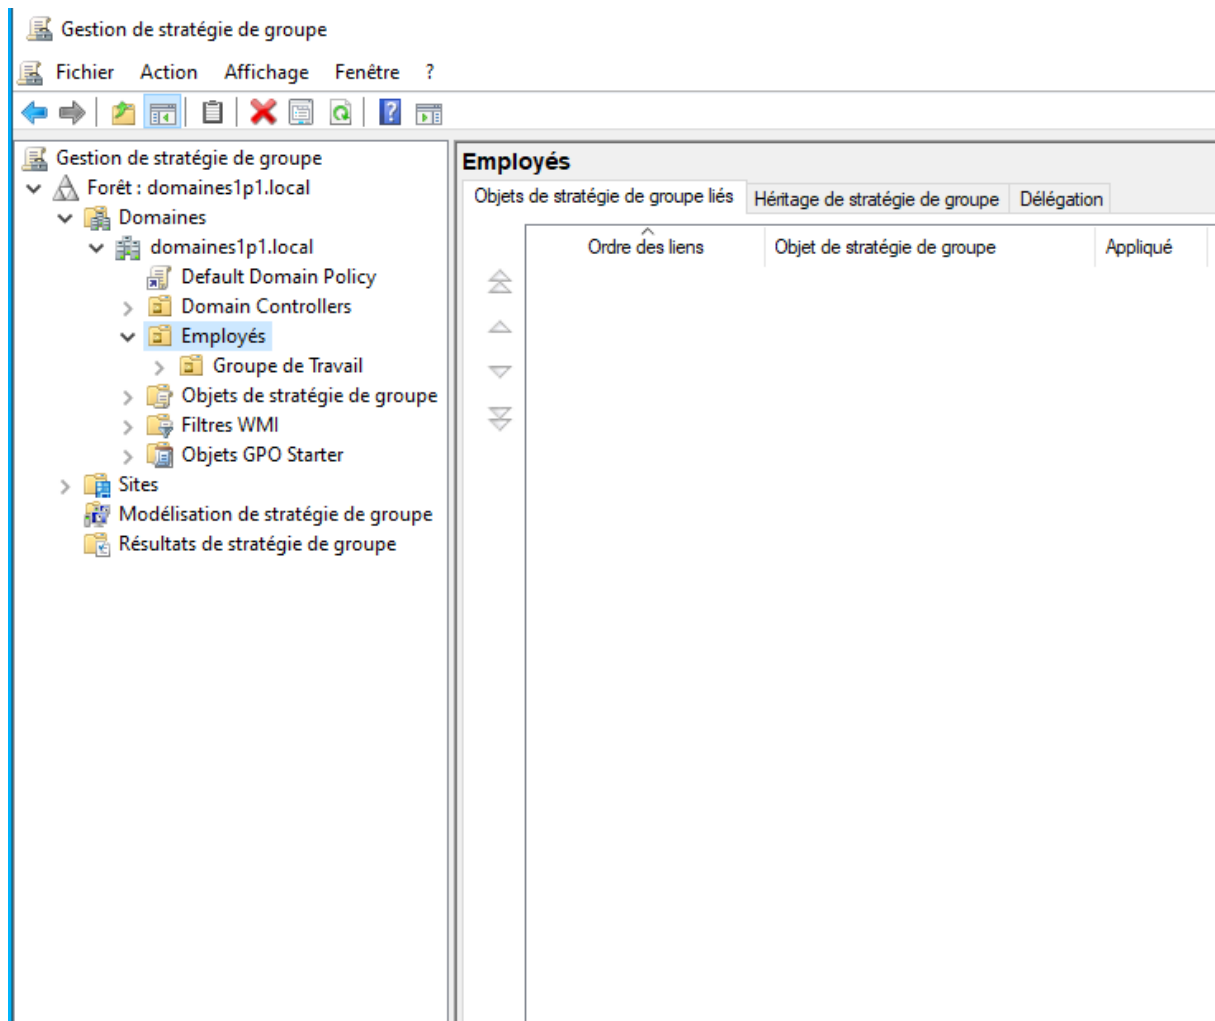 Gestion de stratégie de groupe
Fichier Action Affichage Fenêtre ?
Gestion de stratégie de groupe
Forêt : domaines1p1.local
Domaines
domaines1p1.local
Default Domain Policy
Domain Controllers
Employés
Groupe de Travail
Objets de stratégie de groupe
Filtres WMI
Objets GPO Starter
Sites
Modélisation de stratégie de groupe
Résultats de stratégie de groupe
Employés
Objets de stratégie de groupe liés Héritage de stratégie de groupe Délégation
Ordre des liens Objet de stratégie de groupe Appliqué